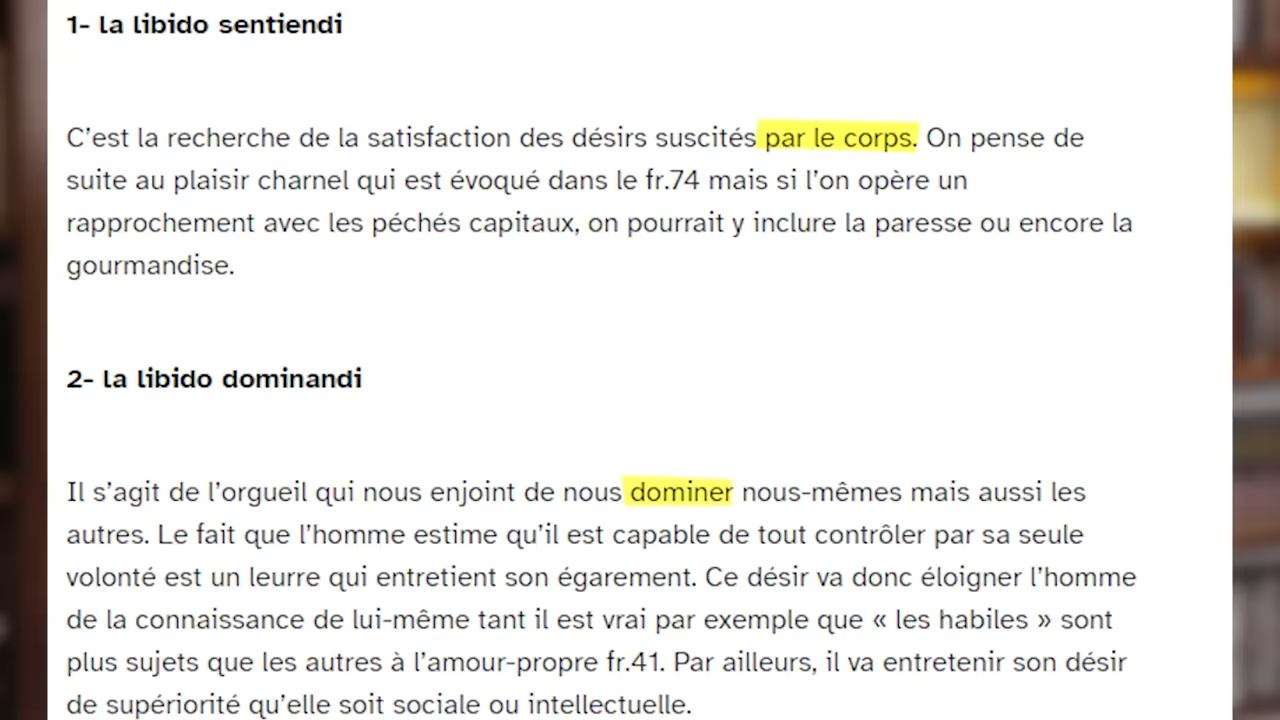 1- la libido sentiendi
C’est la recherche de la satisfaction des désirs suscités par le corps. On pense de
suite au plaisir charnel qui est évoqué dans le fr.74 mais si l’on opère un
rapprochement avec les péchés capitaux, on pourrait y inclure la paresse ou encore la
gourmandise.
2- la libido dominandi
Il s’agit de l’orgueil qui nous enjoint de nous dominer nous-mêmes mais aussi les
autres. Le fait que l’homme estime qu’il est capable de tout contrôler par sa seule
volonté est un leurre qui entretient son égarement. Ce désir va donc éloigner l’homme
de la connaissance de lui-même tant il est vrai par exemple que « les habiles » sont
plus sujets que les autres à l’amour-propre fr.41. Par ailleurs, il va entretenir son désir
de supériorité qu’elle soit sociale ou intellectuelle.